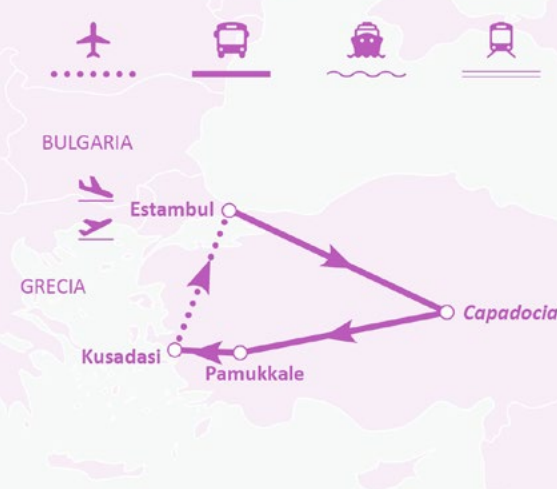 BULGARIA
Estambul
GRECIA
Capadocia
Kusadasi
Pamukkale